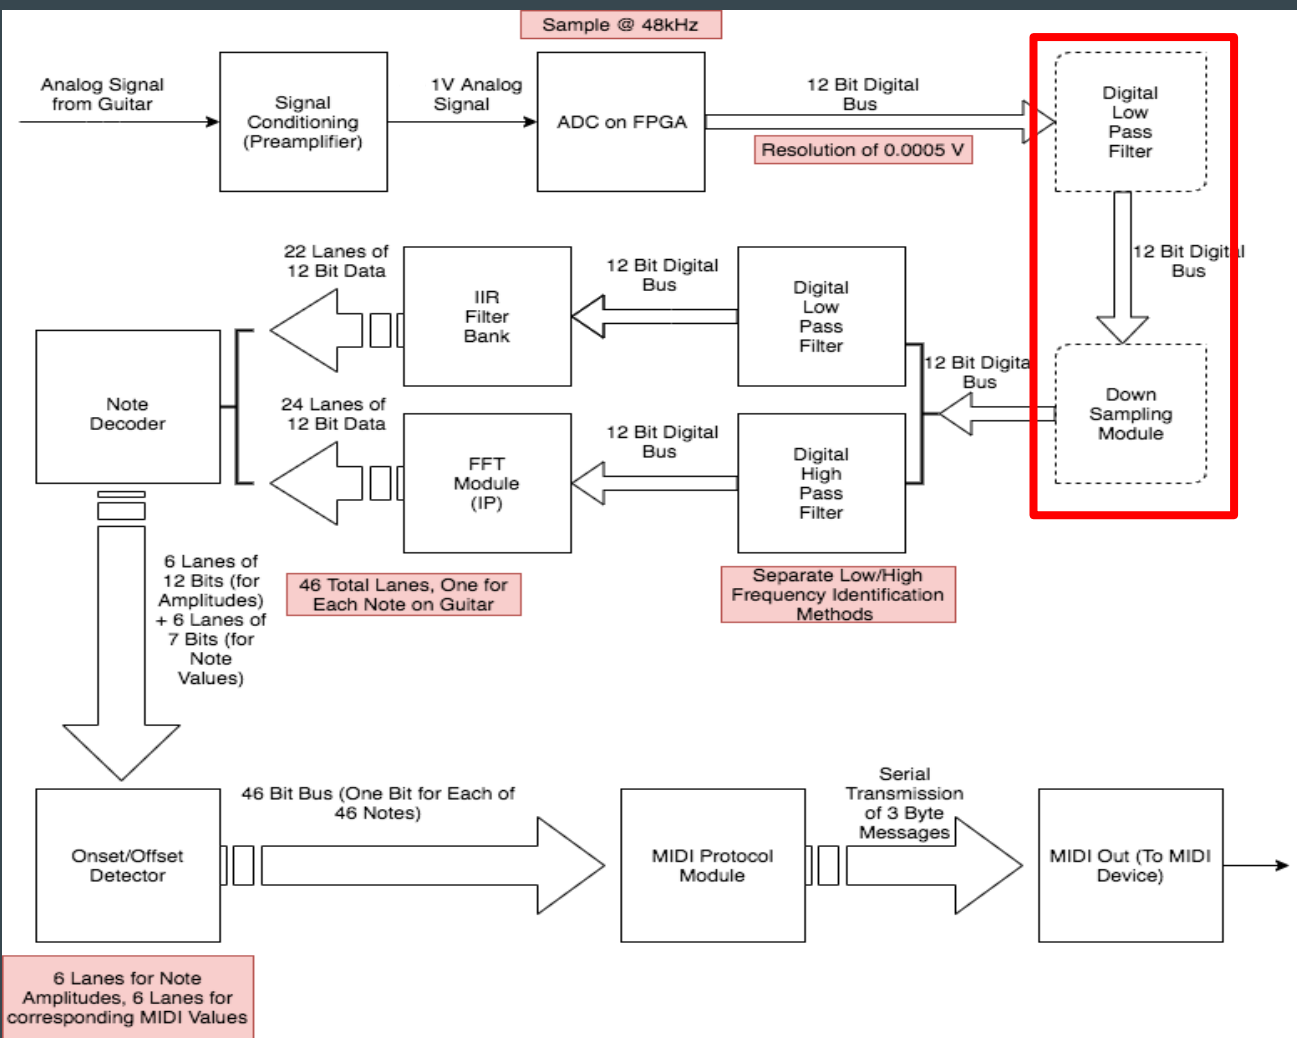 Sample @ 48kHz
Analog Signal
from Guitar
Signal
Conditioning
(Preamplifier)
1V Analog
Signal
ADC on FPGA
12 Bit Digital
Bus
Resolution of 0.0005 V
Digital
Low
Pass
Filter
12 Bit Digital
Bus
Down
Sampling
Module
12 Bit Digita
Bus
Digital
Low
Pass
Filter
Digital
High
Pass
Filter
Separate Low/High
Frequency Identification
Methods
12 Bit Digital
Bus
12 Bit Digital
Bus
IIR
Filter
Bank
FFT
Module
(IP)
22 Lanes of
12 Bit Data
24 Lanes of
12 Bit Data
46 Total Lanes, One for
Each Note on Guitar
Note
Decoder
6 Lanes of
12 Bits (for
Amplitudes)
+ 6 Lanes of
7 Bits (for
Note
Values)
Onset/Offset
Detector
6 Lanes for Note
Amplitudes, 6 Lanes for
corresponding MIDI Values
46 Bit Bus (One Bit for Each of
46 Notes)
MIDI Protocol
Module
Serial
Transmission
of 3 Byte
Messages
MIDI Out (To MIDI
Device)